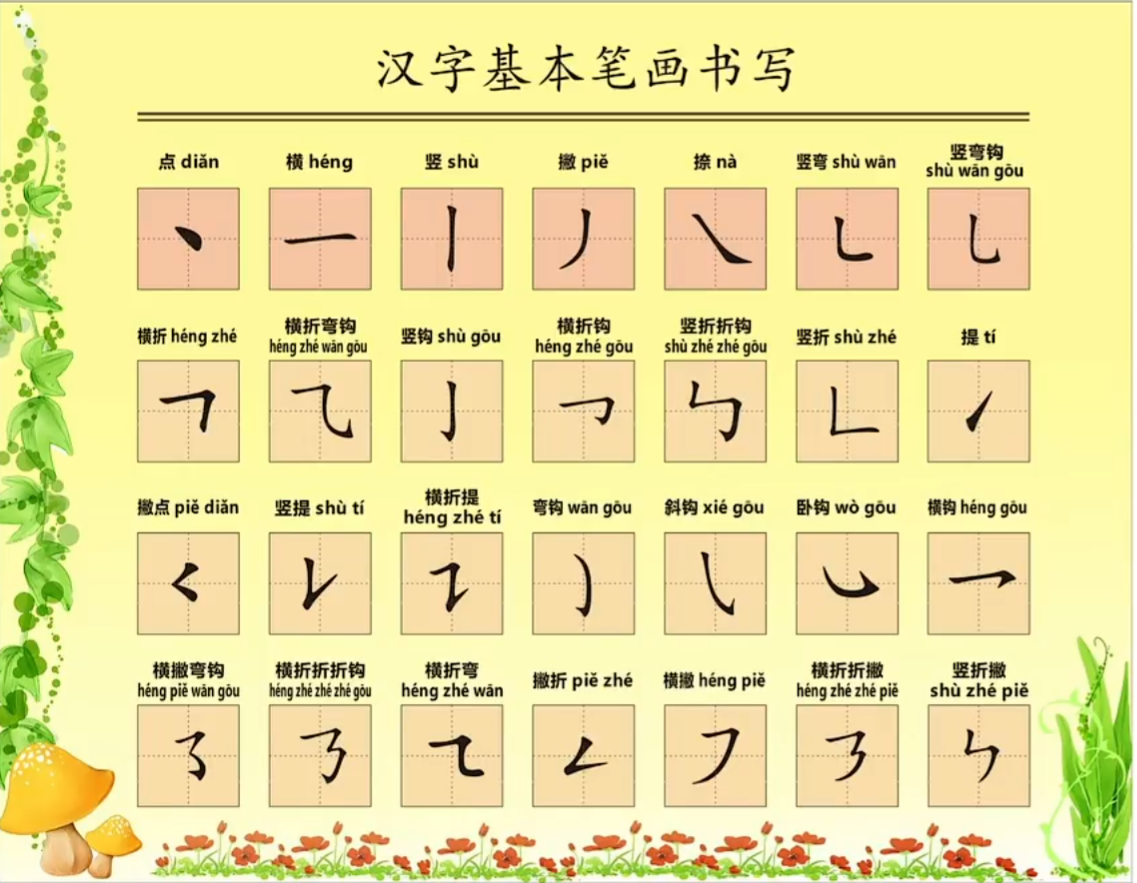 汉字基本笔画书写
点 diǎn
横 héng
竖 shù
撇 piě
捺 nà
竖弯 shù wān
竖弯钩
shù wān gōu
横折 héng zhé
横折弯钩
héng zhé wān gōu
竖钩 shù gōu
横折钩
héng zhé gōu
竖折折钩
shù zhé zhé gōu
竖折 shù zhé
提 tí
撇点 piě diǎn
竖提 shù tí
横折提
héng zhé tí
弯钩 wān gōu
斜钩 xié gōu
卧钩 wò gōu
横钩 héng gōu
横撇弯钩
héng piě wān gōu
横折折折钩
héng zhé zhé zhé gōu
横折弯
héng zhé wān
撇折 piě zhé
横撇 héng piě
横折折撇
héng zhé zhé piě
竖折撇
shù zhé piě